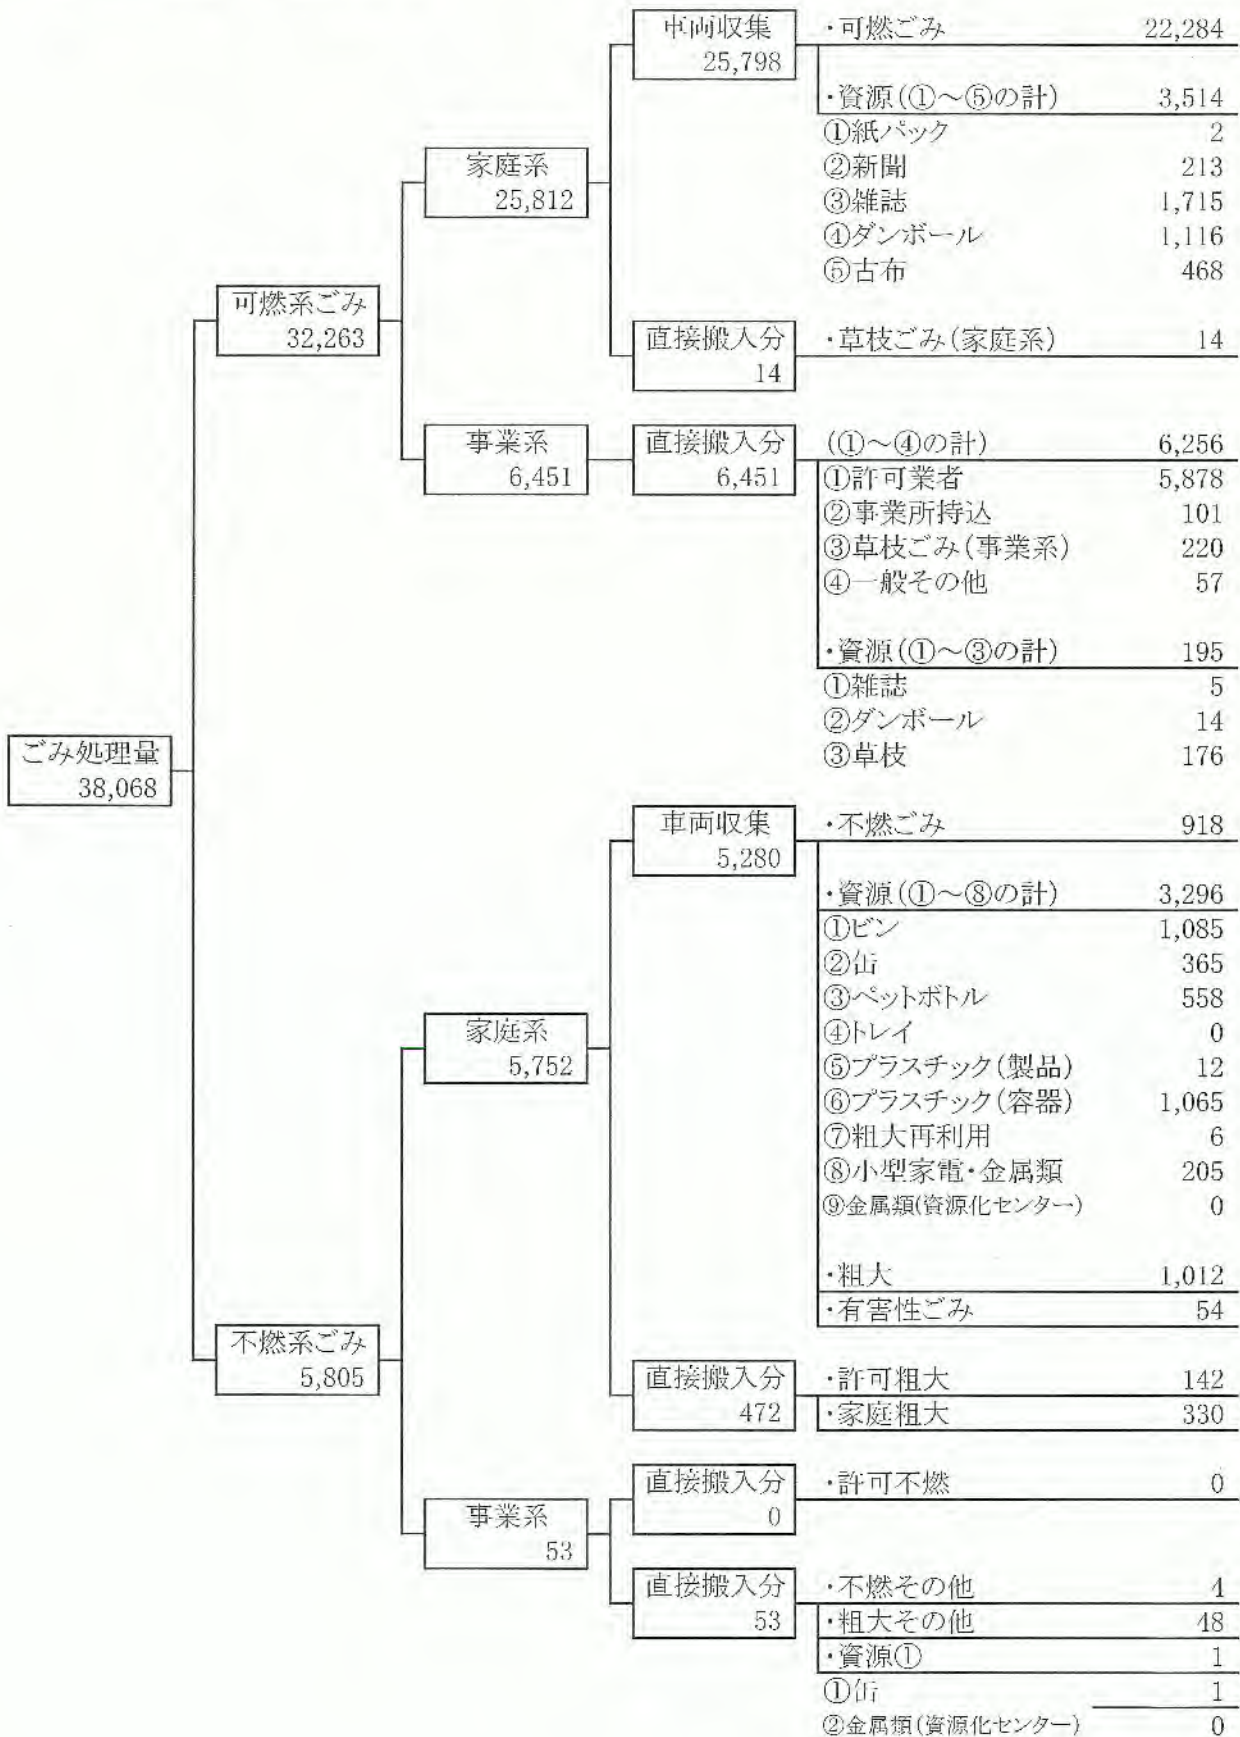 ごみ処理量
38,068
可燃系ごみ
32,263
家庭系
25,812
車両収集
25,798
・可燃ごみ 22,284
・資源(①～⑤の計) 3,514
①紙パック 2
②新聞 213
③雑誌 1,715
④ダンボール 1,116
⑤古布 468
直接搬入分
14
・草枝ごみ(家庭系) 14
事業系
6,451
直接搬入分
6,451
(①～④の計) 6,256
①許可業者 5,878
②事業所持込 101
③草枝ごみ(事業系) 220
④一般その他 57
・資源(①～③の計) 195
①雑誌 5
②ダンボール 14
③草枝 176
不燃系ごみ
5,805
家庭系
5,752
車両収集
5,280
・不燃ごみ 918
・資源(①～⑧の計) 3,296
①ビン 1,085
②缶 365
③ペットボトル 558
④トレイ 0
⑤プラスチック(製品) 12
⑥プラスチック(容器) 1,065
⑦粗大再利用 6
⑧小型家電・金属類 205
⑨金属類(資源化センター) 0
・粗大 1,012
・有害性ごみ 54
直接搬入分
472
・許可粗大 142
・家庭粗大 330
事業系
53
直接搬入分
0
・許可不燃 0
直接搬入分
53
・不燃その他 4
・粗大その他 48
・資源① 1
①缶 1
②金属類(資源化センター) 0